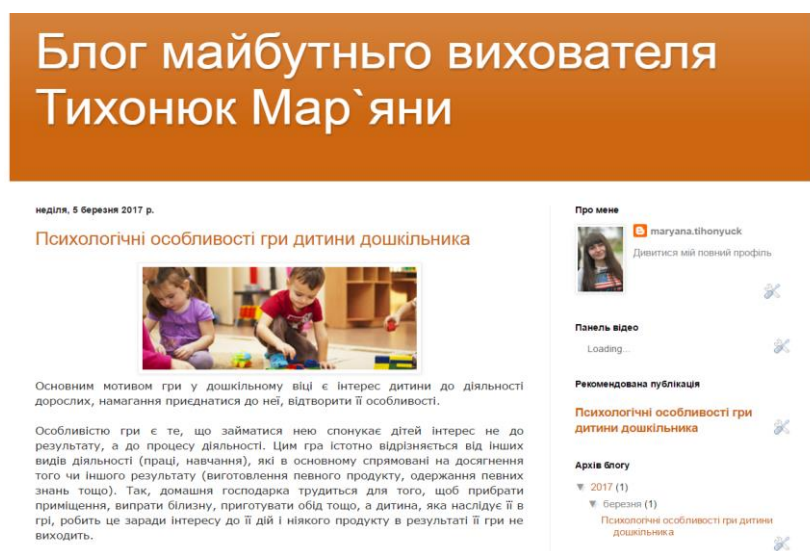 Блог майбутнього вихователя
Тихонюк Мар`яни
неділя, 5 березня 2017 р.
Психологічні особливості гри дитини дошкільника
Основним мотивом гри у дошкільному віці є інтерес дитини до діяльності
дорослих, намагання приєднатися до неї, відтворити її особливості.
Особливістю гри є те, що займатися нею спонукає дітей інтерес не до
результату, а до процесу діяльності. Цим гра істотно відрізняється від інших
видів діяльності (праці, навчання), які в основному спрямовані на досягнення
того чи іншого результату (виготовлення певного продукту, одержання певних
знань тощо). Так, домашня господарка трудиться для того, щоб прибрати
приміщення, випрати білизну, приготувати обід тощо, а дитина, яка наслідує її в
грі, робить це заради інтересу до її дій і ніякого продукту в результаті її гри не
виходить.
Про мене
maryana.tihonyuck
Дивитися мій повний профіль
Панель відео
Loading...
Рекомендована публікація
Психологічні особливості гри
дитини дошкільника
Архів блогу
▼ 2017 (1)
▼ березня (1)
Психологічні особливості гри дитини
дошкільника